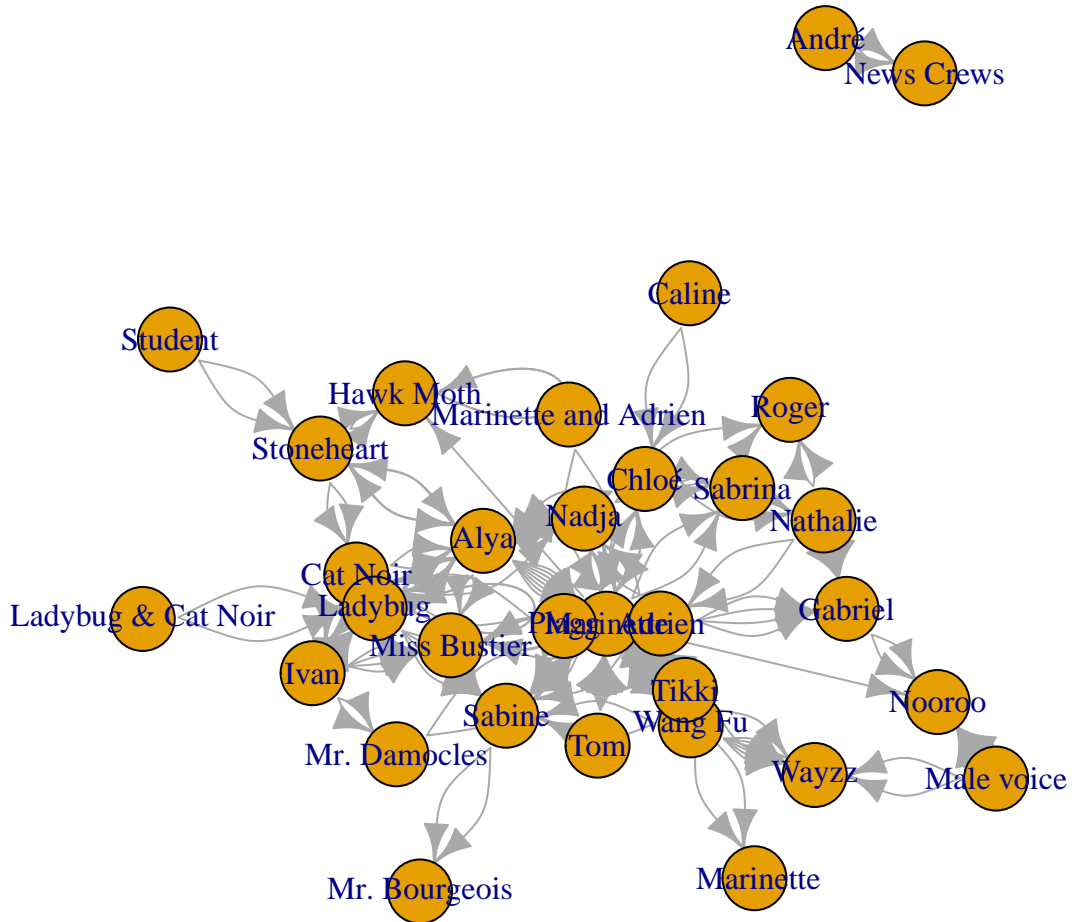 André
News Crews
Caline
Student
Hawk Moth
Marinette and Adrien
Roger
Stoneheart
Chloé
Sabrina
Nadja
Nathalie
Alya
Cat Noir
Ladybug
Gabriel
Ladybug & Cat Noir
Plagg
Marinette
Adrien
Miss Bustier
Ivan
Tikki
Nooroo
Sabine
Wang Fu
Tom
Mr. Damocles
Wayzz
Male voice
Marinette
Mr. Bourgeois